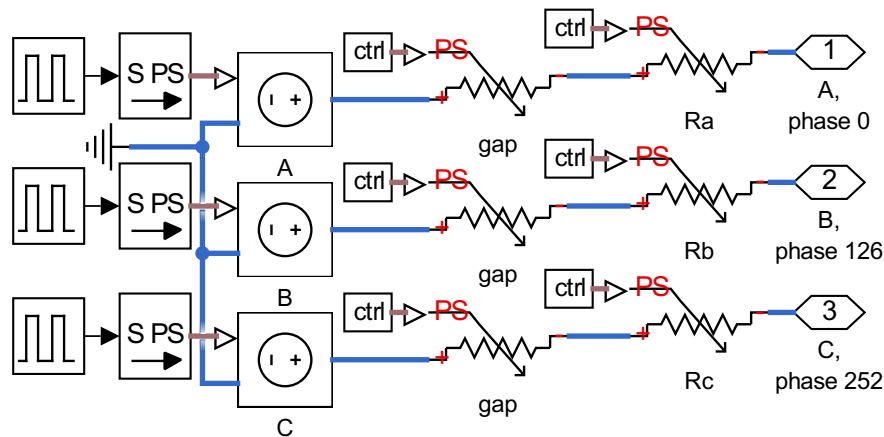 ctrl PS ctrl PS
S PS 1
A,
A gap Ra phase 0
ctrl PS ctrl PS
S PS 2
B,
B gap Rb phase 126
ctrl PS ctrl PS
S PS 3
C,
C gap Rc phase 252